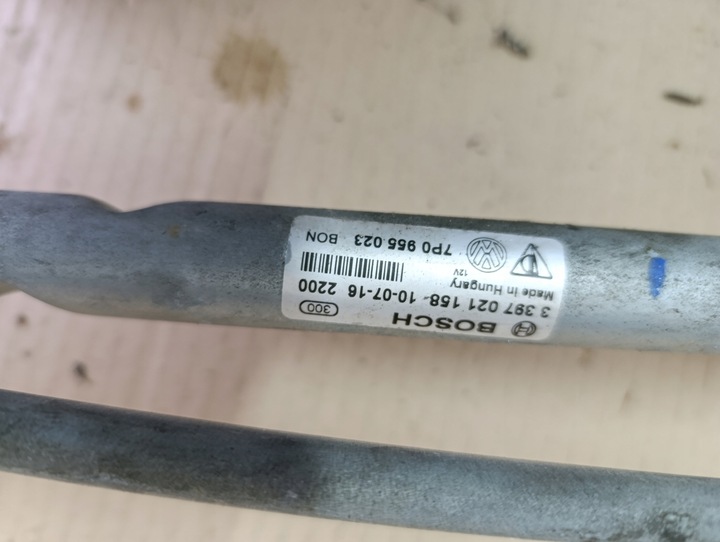 BOSCH 300
3 397 021 158- 10-07-16 2200
Made in Hungary
12V
D
7P0 955 023 BON